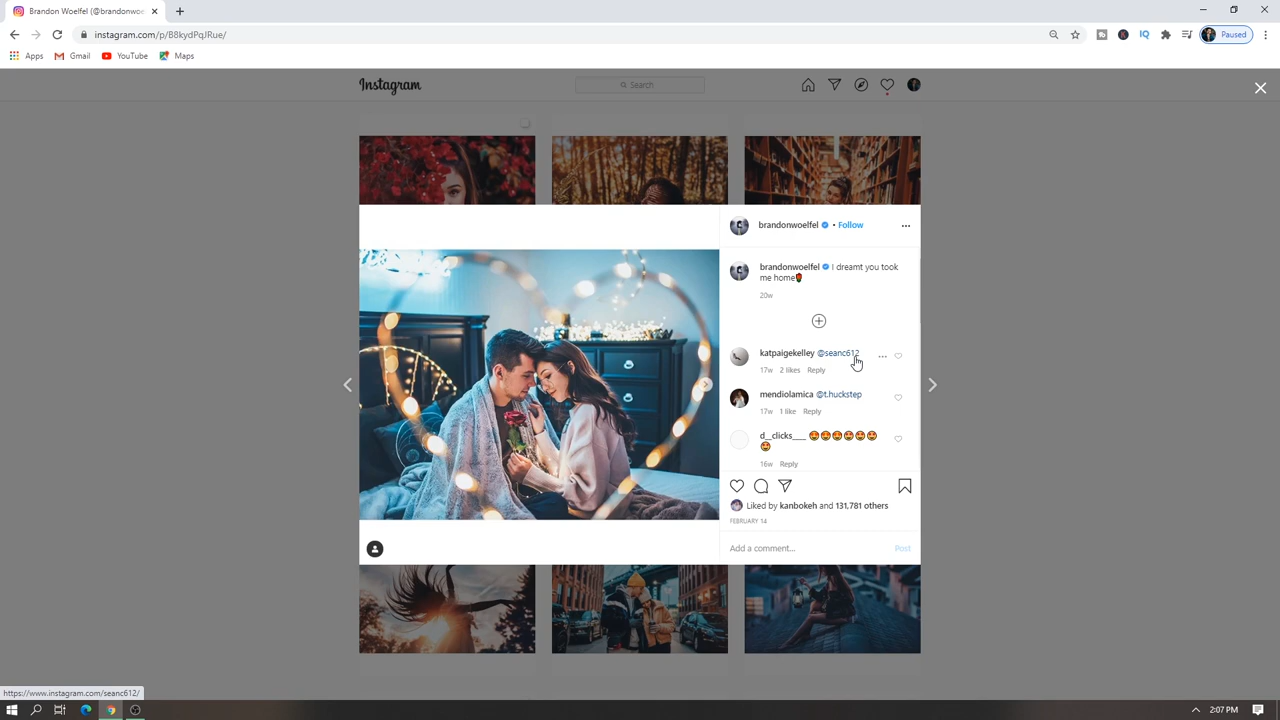 Brandon Woelfel (@brandonwoe
instagram.com/p/B8kydPqJRue/
IQ
Paused
Apps
Gmail
YouTube
Maps
Instagram
Search
brandonwoelfel • Follow
brandonwoelfel I dreamt you took
me home🌹
20w
katpaigekelley @seanc612
17w 2 likes Reply
mendiolamica @t.huckstep
17w 1 like Reply
d__clicks___ 🤩🤩🤩🤩🤩🤩
🤩
16w Reply
Liked by kanbokeh and 131,781 others
FEBRUARY 14
Add a comment...
Post
https://www.instagram.com/seanc612/
2:07 PM